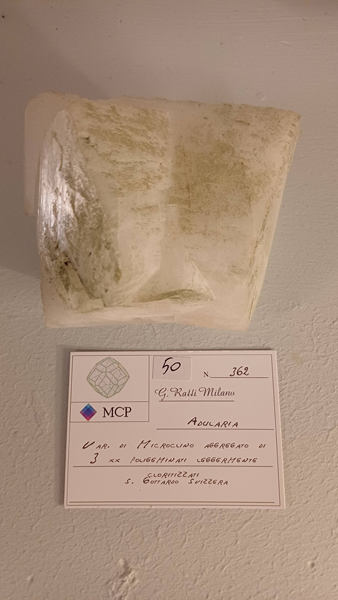 50 N. 362
G. Ratti Milano
MCP
ADULARIA
VAR. DI MICROCLINO AGGREGATO DI
3 XX POLIGEMINATI LEGGERMENTE
CLORITIZZATI
S. GOTTARDO SVIZZERA